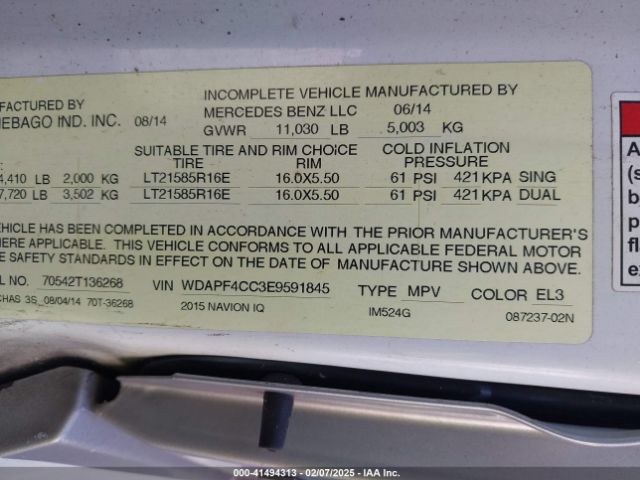 FACTURED BY
INCOMPLETE VEHICLE MANUFACTURED BY
NEBAGO IND. INC. 08/14
MERCEDES BENZ LLC 06/14
GVWR 11,030 LB 5,003 KG
SUITABLE TIRE AND RIM CHOICE
TIRE RIM
COLD INFLATION
PRESSURE
4,410 LB 2,000 KG LT21585R16E 16.0X5.50 61 PSI 421 KPA SING
7,720 LB 3,502 KG LT21585R16E 16.0X5.50 61 PSI 421 KPA DUAL
VEHICLE HAS BEEN COMPLETED IN ACCORDANCE WITH THE PRIOR MANUFACTURER'S
HERE APPLICABLE. THIS VEHICLE CONFORMS TO ALL APPLICABLE FEDERAL MOTOR
E SAFETY STANDARDS IN EFFECT ON THE DATE OF MANUFACTURE SHOWN ABOVE.
L NO. 70542T136268 VIN WDAPF4CC3E9591845 TYPE MPV COLOR EL3
CHAS 3S_08/04/14 70T-36268 2015 NAVION IQ IM524G 087237-02N
A
(s
be
p
fl
e
000-41494313 - 02/07/2025 - IAA Inc.